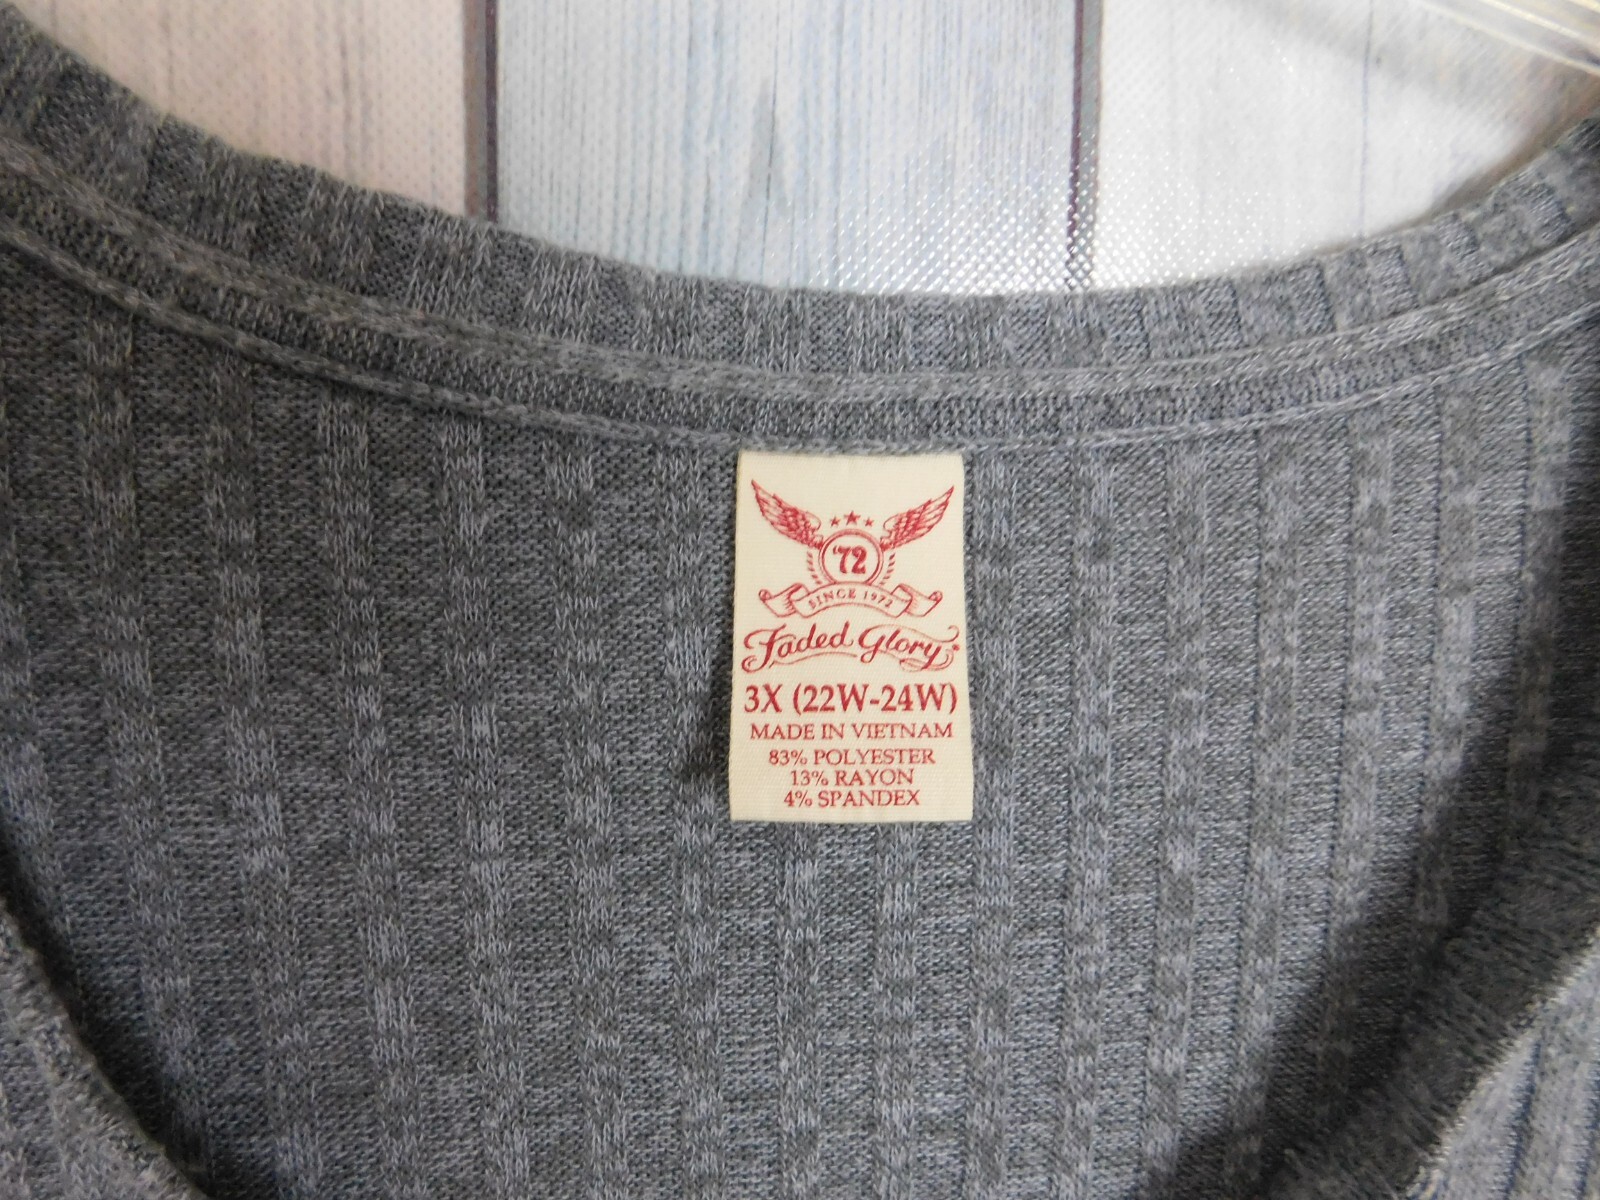 '72
SINCE 1972
Faded Glory
3X (22W-24W)
MADE IN VIETNAM
83% POLYESTER
13% RAYON
4% SPANDEX